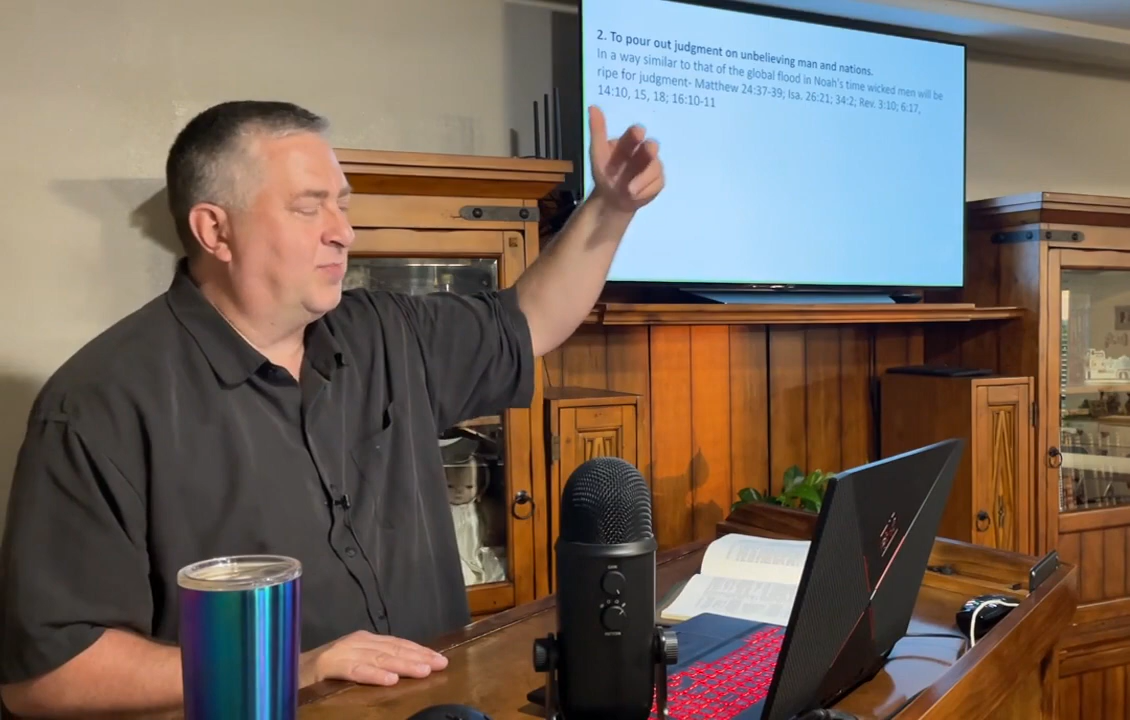 2. To pour out judgment on unbelieving man and nations.
In a way similar to that of the global flood in Noah's time wicked men will be
ripe for judgment- Matthew 24:37-39; Isa. 26:21; 34:2; Rev. 3:10; 6:17,
14:10, 15, 18; 16:10-11